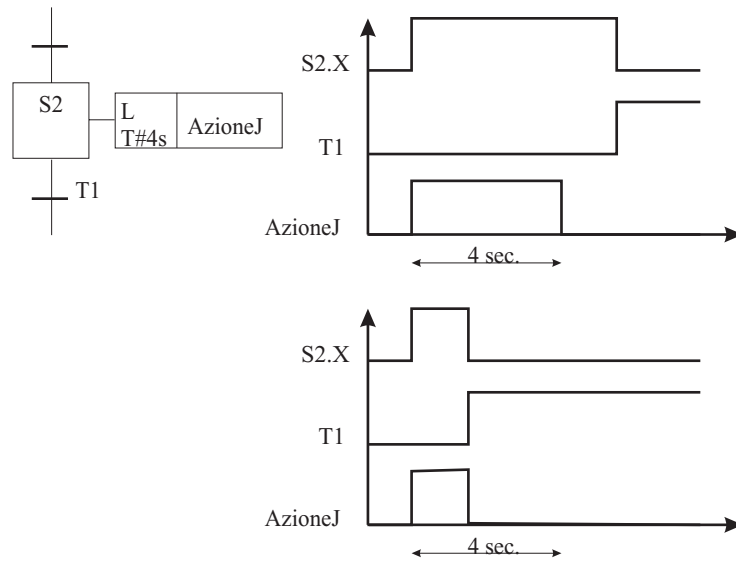 S2
L
T#4s
AzioneJ
T1
S2.X
T1
AzioneJ
4 sec.
S2.X
T1
AzioneJ
4 sec.